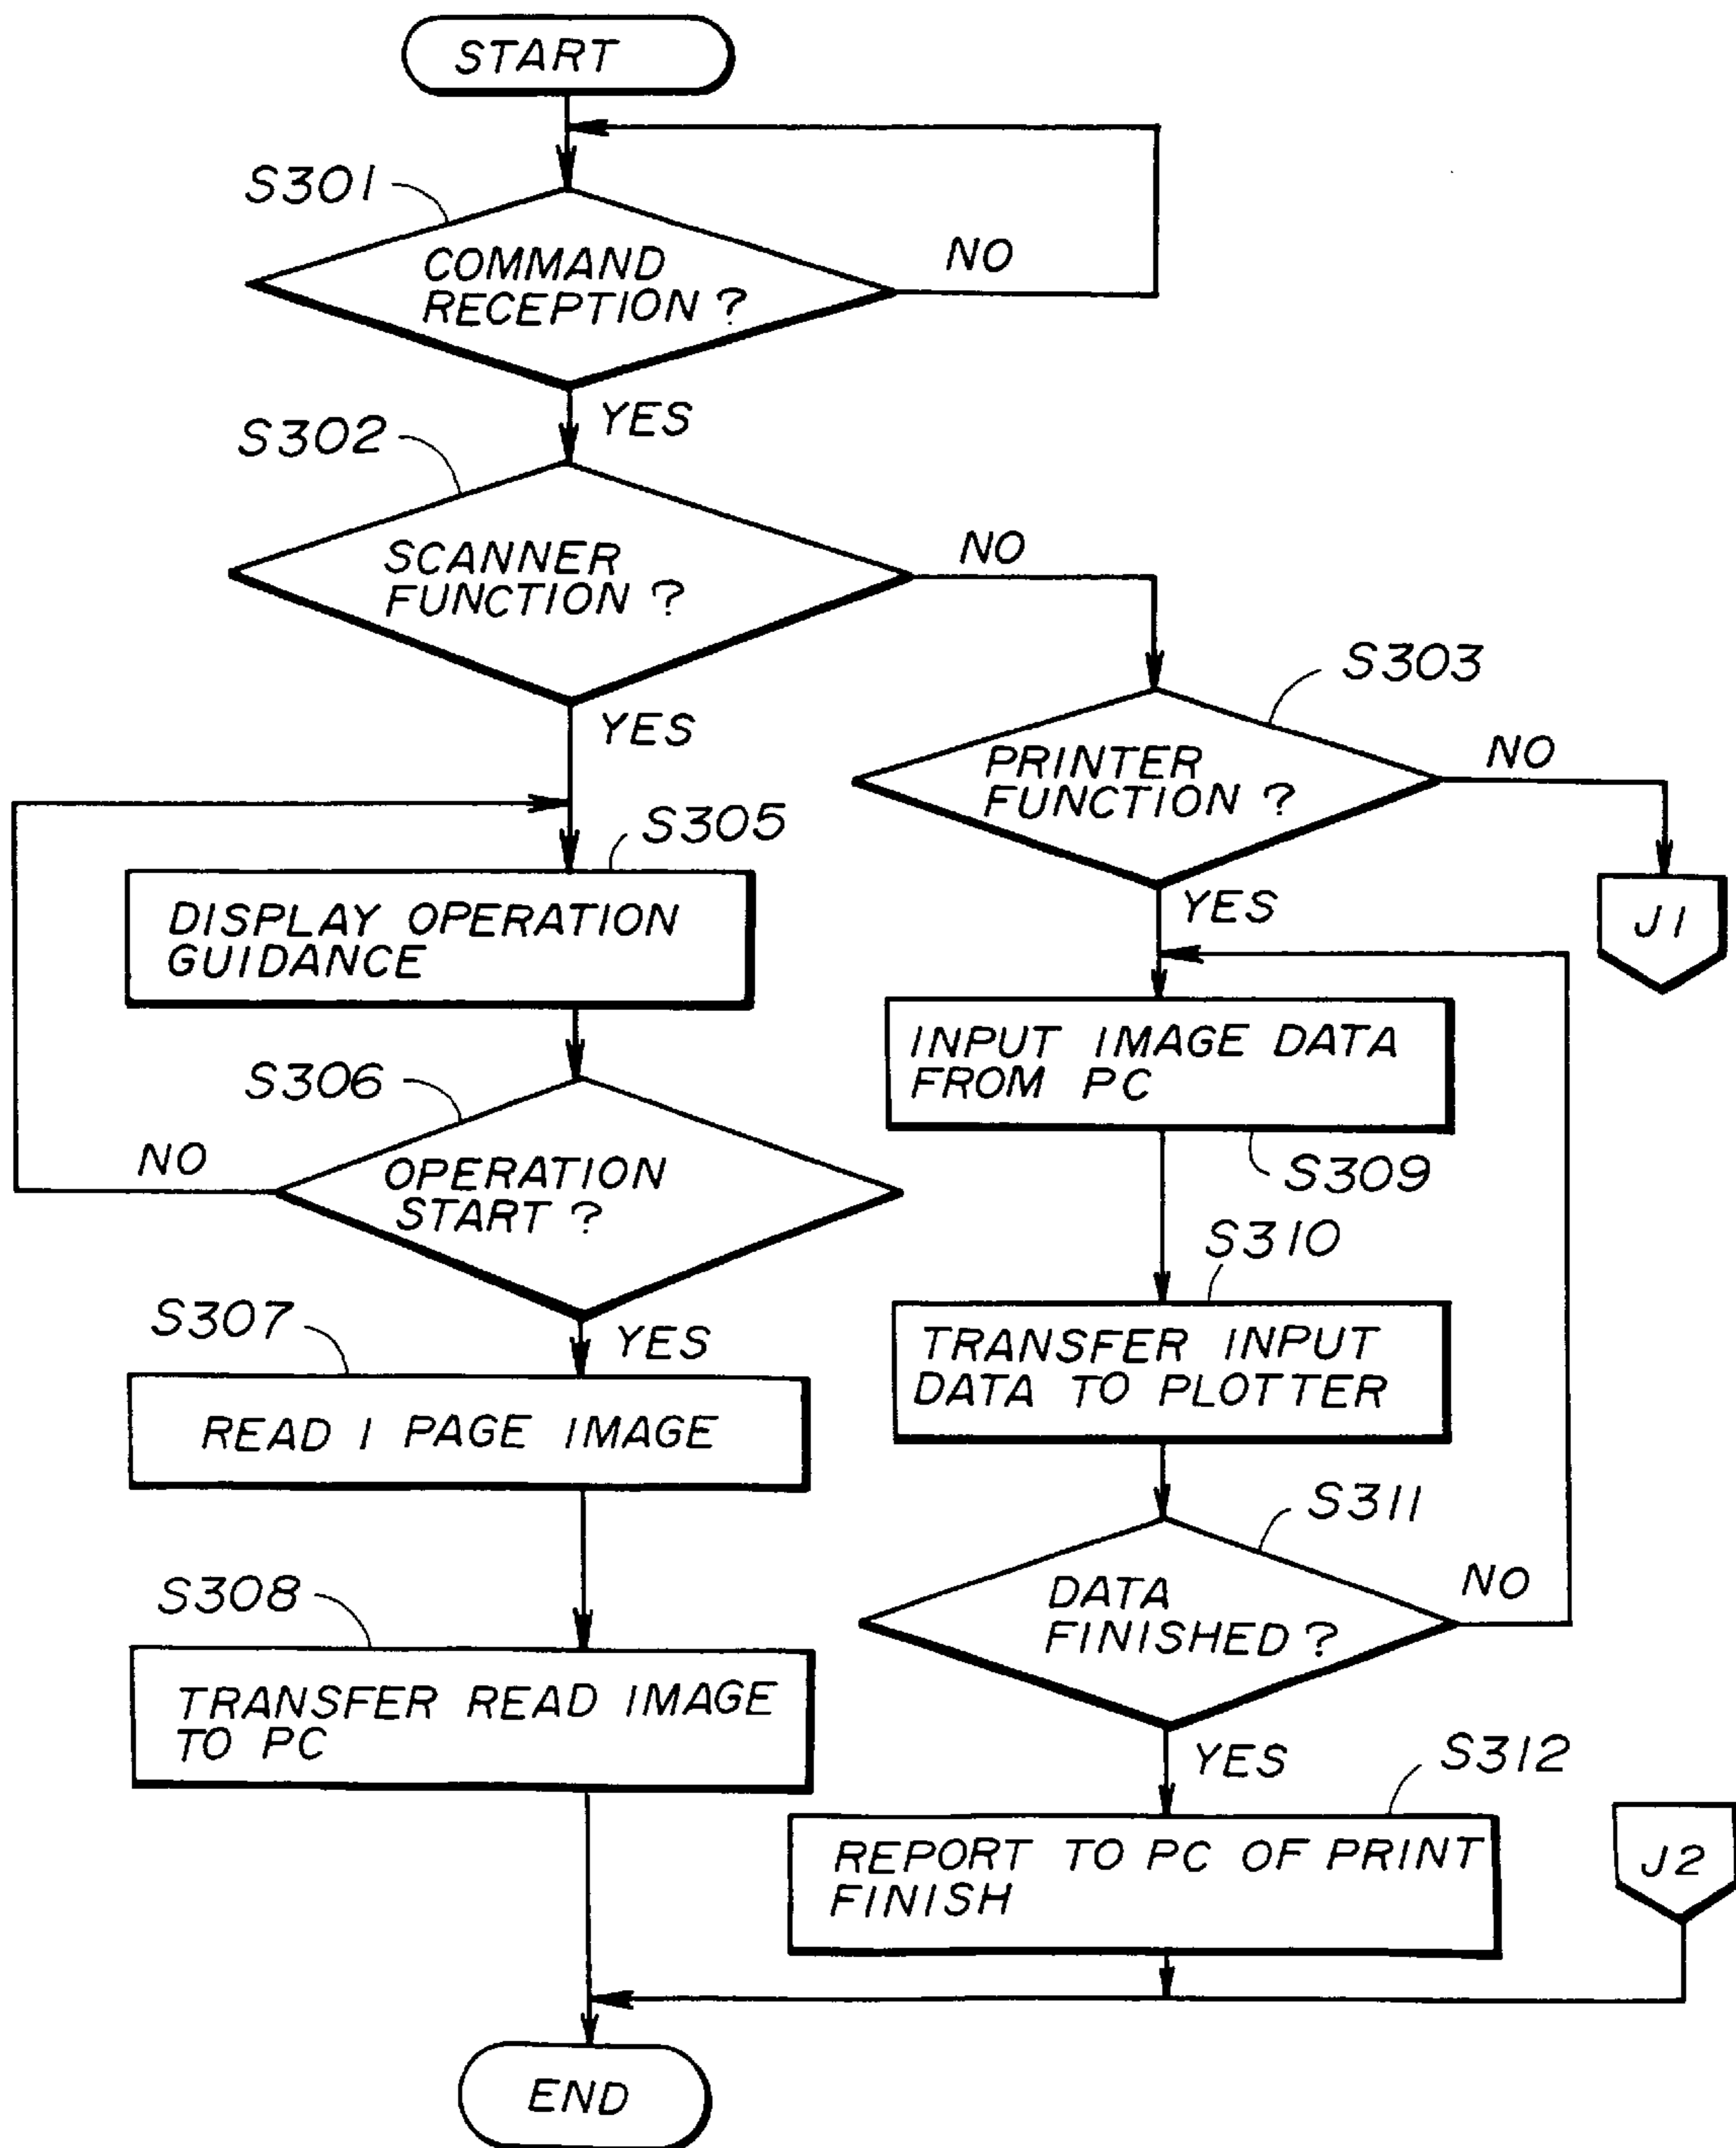 START
S301
COMMAND
RECEPTION ?
NO
YES
S302
SCANNER
FUNCTION ?
NO
YES
S303
PRINTER
FUNCTION ?
NO
YES
J1
S305
DISPLAY OPERATION
GUIDANCE
S306
OPERATION
START ?
NO
YES
S307
READ 1 PAGE IMAGE
S308
TRANSFER READ IMAGE
TO PC
INPUT IMAGE DATA
FROM PC
S309
S310
TRANSFER INPUT
DATA TO PLOTTER
S311
DATA
FINISHED ?
NO
YES
S312
REPORT TO PC OF PRINT
FINISH
J2
END